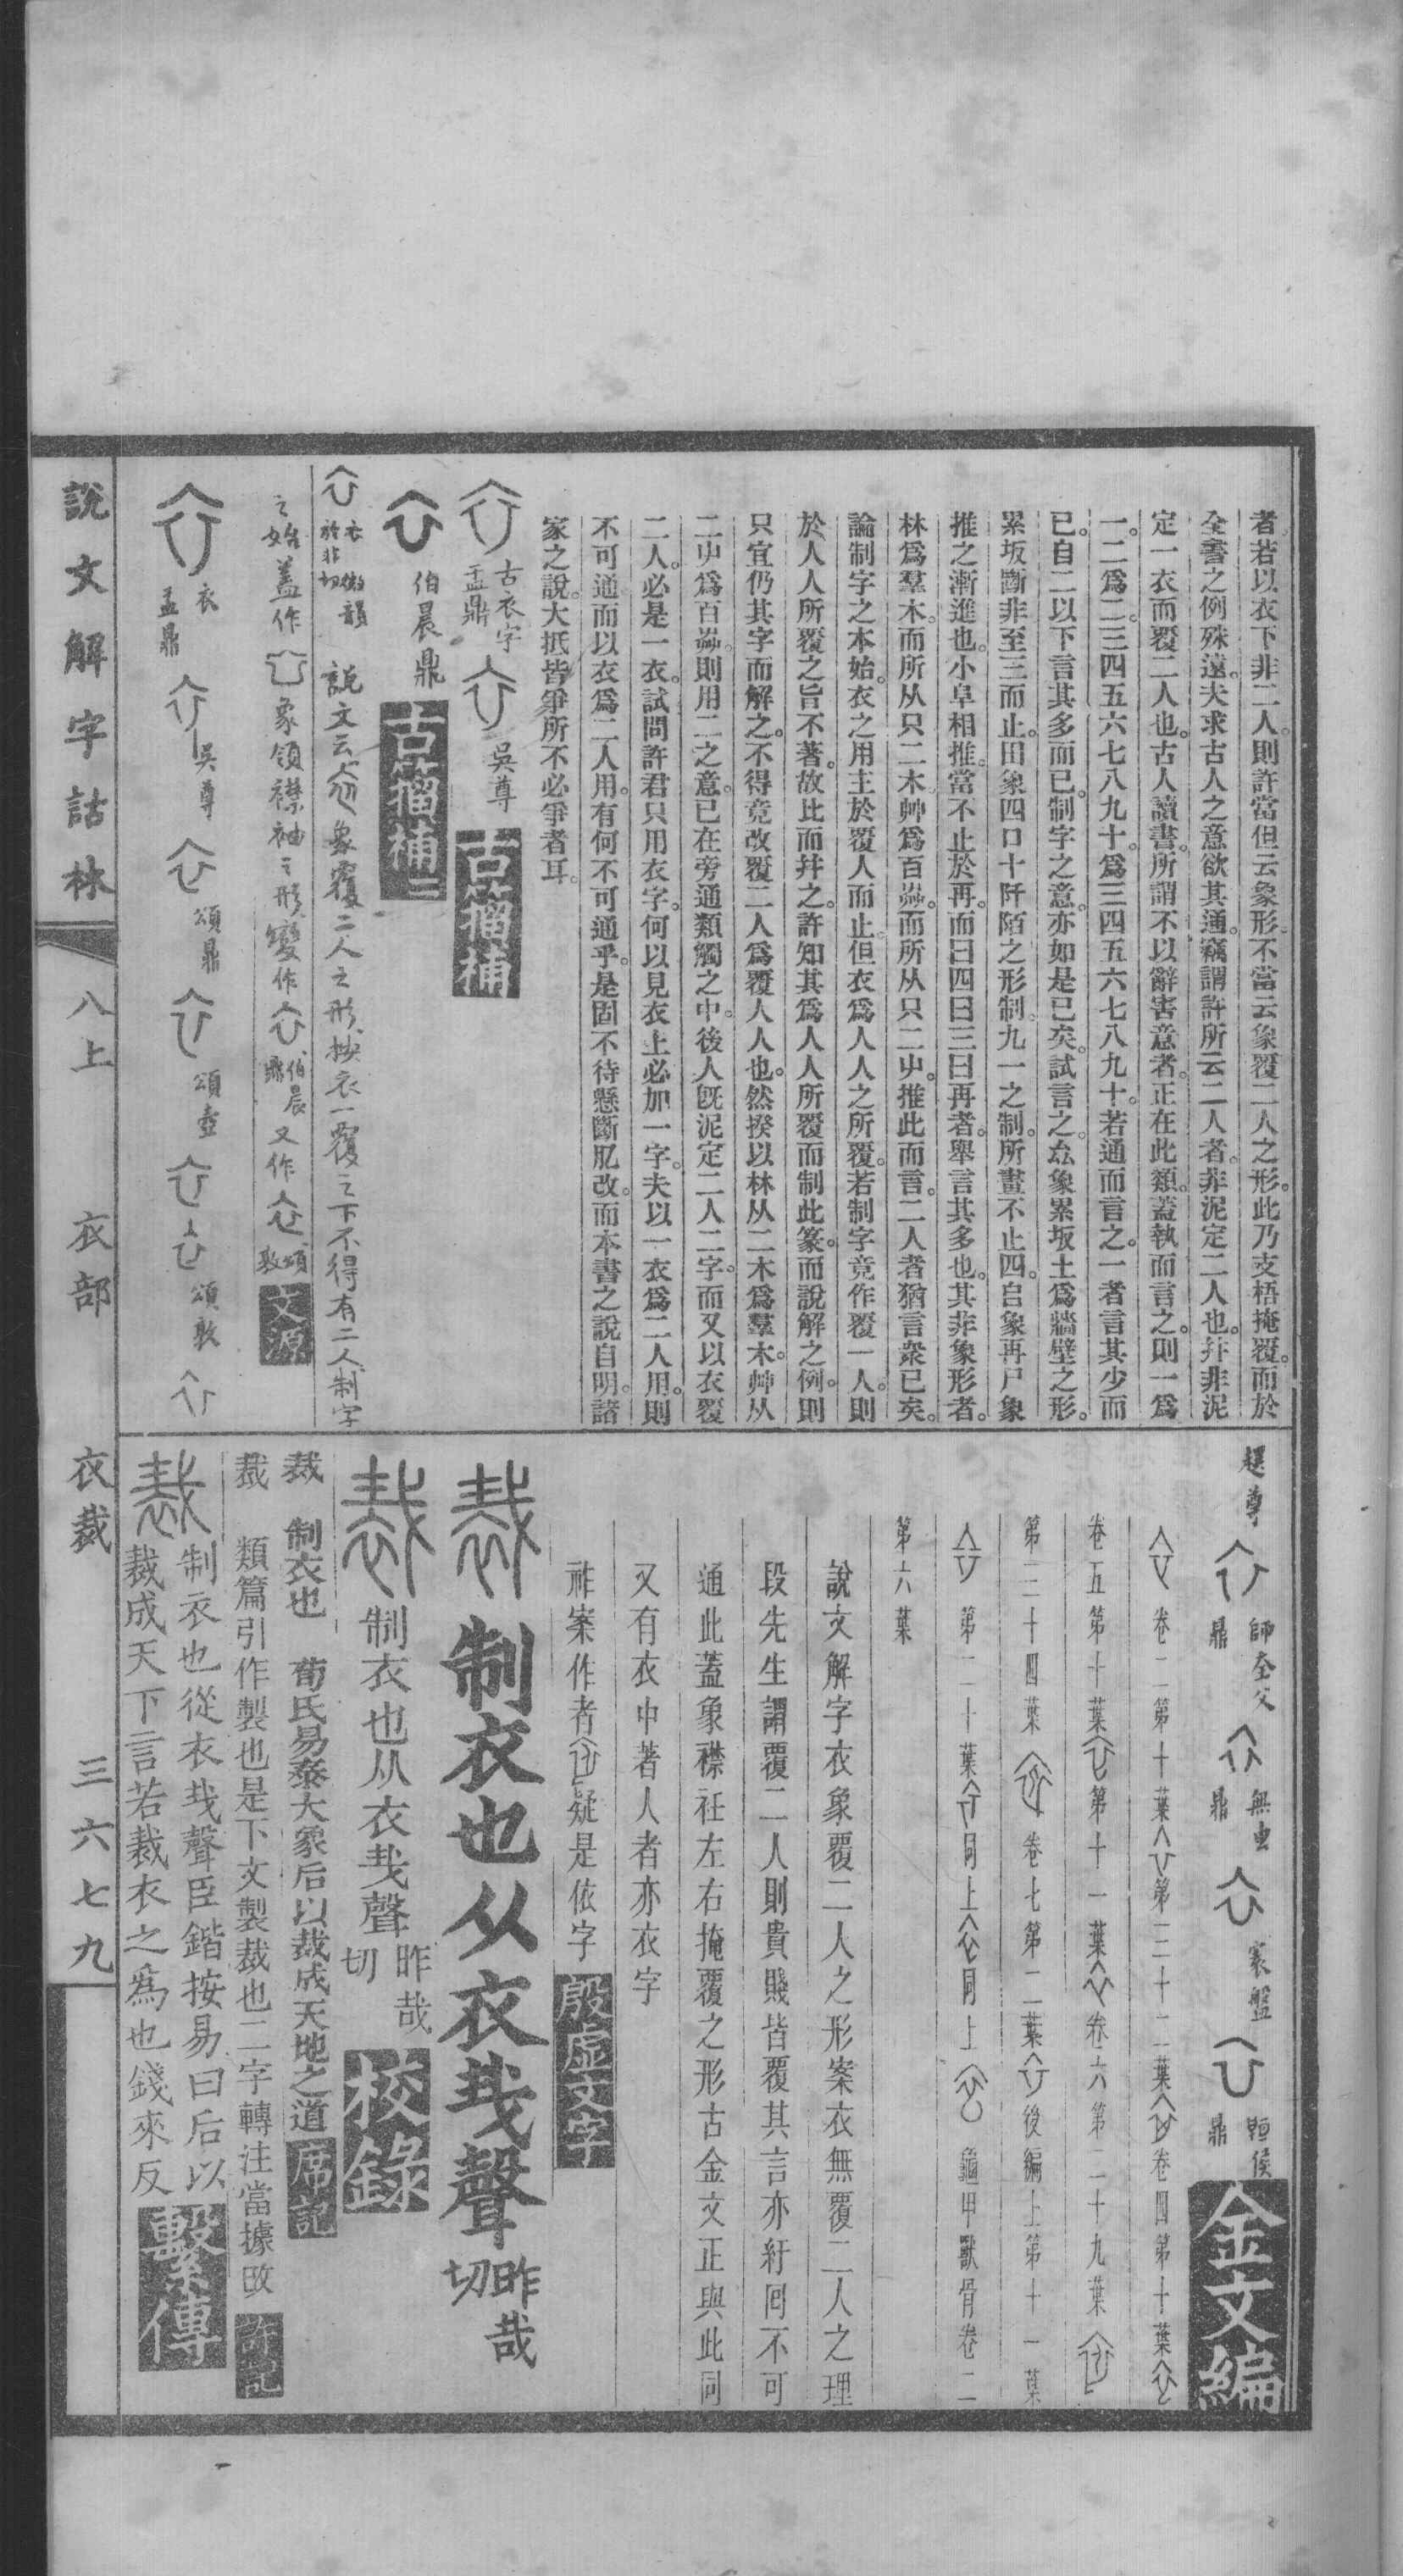 者若以衣下非二人則許當但云象形不當云象覆二人之形此乃支梧掩覆而於
全書之例殊遠夫求古人之意欲其通竊謂許所云二人者非泥定二人也幷非泥
定一衣而覆二人也古人讀書所謂不以辭害意者正在此類蓋執而言之則一爲
一二爲二三四五六七八九十爲三四五六七八九十若通而言之一者言其少而
已自二以下言其多而已制字之意亦如是已矣試言之厽象累坂土爲牆壁之形
累坂斷非至三而止田象四口十阡陌之形制九一之制所畫不止四𠂤象再尸象
推之漸進也小阜相推當不止於再而曰四曰三曰再者舉言其多也其非象形者
林爲羣木而所从只二木艸爲百芔而所从只二屮推此而言二人者猶言衆已矣
論制字之本始衣之用主於覆人而止但衣爲人人之所覆若制字竟作覆一人則
於人人所覆之旨不著故比而幷之許知其爲人人所覆而制此篆而說解之例則
只宜仍其字而解之不得竟改覆二人爲覆人人也然揆以林从二木爲羣木艸从
二屮爲百芔則用二之意已在旁通類觸之中後人旣泥定二人二字而又以衣覆
二人必是一衣試問許君只用衣字何以見衣上必加一字夫以一衣爲二人用則
不可通而以衣爲二人用有何不可通乎是固不待懸斷肊改而本書之說自明諸
家之說大抵皆爭所不必爭者耳
古衣字
盂鼎
吳尊
古籀補
伯晨鼎
古籀補二
衣微韻
於非切
說文云象覆二人之形按衣一覆之下不得有二人制字
之始蓋作
象領襟袖之形變作
伯晨鼎
又作
頌敦
文源
衣
盂鼎
吳尊
頌鼎
頌壺
頌敦
趩尊
師𡘇父鼎
無叀鼎
㝨盤
䞓侯鼎
金文編
卷二第十葉
第三十二葉
卷四第十葉
卷五第十葉
第十一葉
卷六第二十九葉
第三十四葉
卷七第二葉
後編上第十一葉
第二十葉
同上
同上
龜甲獸骨卷二
第六葉
說文解字衣象覆二人之形案衣無覆二人之理
段先生謂覆二人則貴賤皆覆其言亦紆回不可
通此蓋象襟衽左右掩覆之形古金文正與此同
又有衣中著人者亦衣字
祚案作者
疑是依字
殷虛文字
制衣也从衣𢦏聲
昨哉切
制衣也从衣𢦏聲
昨哉切
校錄
裁 制衣也 荀氏易泰大象后以裁成天地之道
席記
裁 類篇引作製也是下文製裁也二字轉注當據改
許記
制衣也從衣𢦏聲臣鍇按易曰后以
裁成天下言若裁衣之爲也錢來反
繫傳
說文解字詁林
八上
衣部
衣裁
三六七九